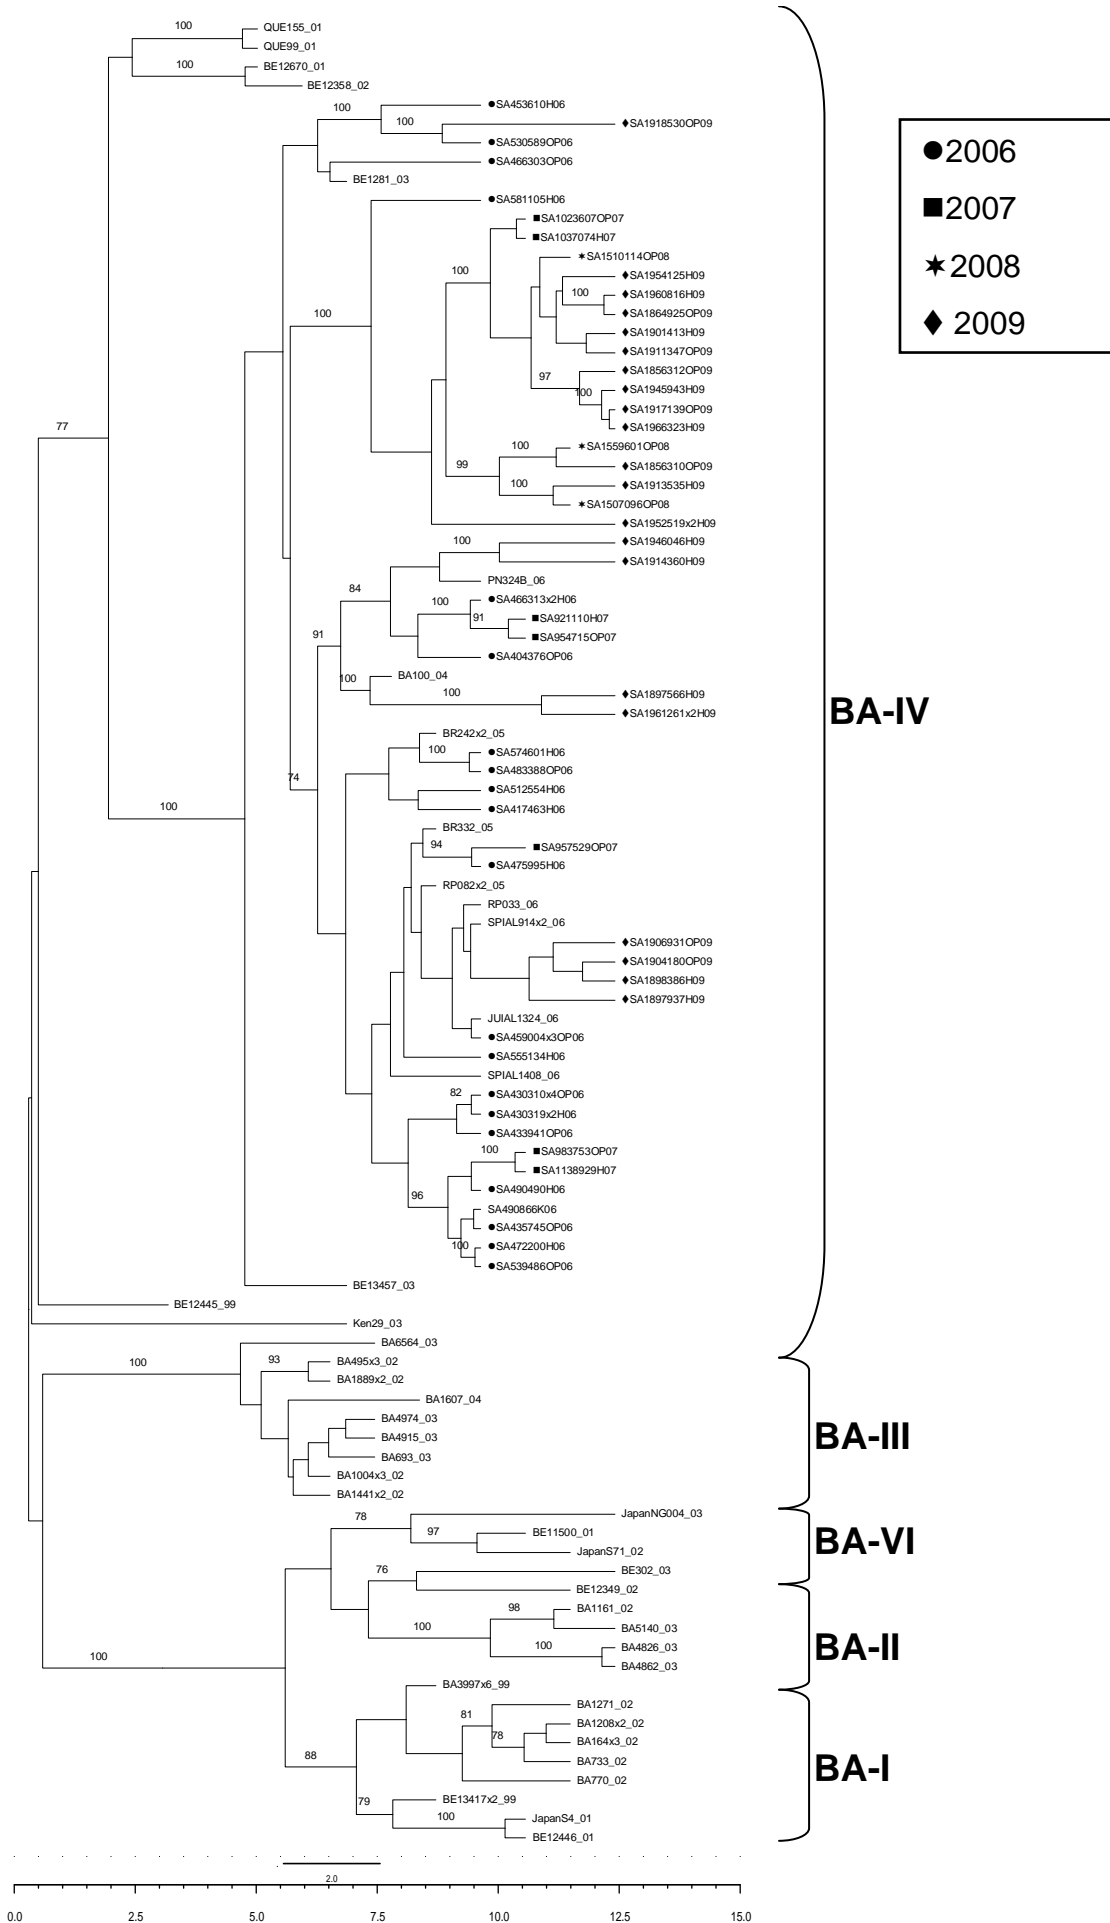 100
QUE155_01
QUE99_01
100
BE12670_01
BE12358_02
100
SA453610H06
100
SA1918530OP09
SA530589OP06
SA466303OP06
BE1281_03
SA581105H06
SA1023607OP07
SA1037074H07
100
SA1510114OP08
SA1954125H09
100
SA1960816H09
SA1864925OP09
100
SA1901413H09
SA1911347OP09
97
SA1856312OP09
100
SA1945943H09
SA1917139OP09
SA1966323H09
77
100
SA1559601OP08
99
SA1856310OP09
100
SA1913535H09
SA1507096OP08
SA1952519x2H09
100
SA1946046H09
SA1914360H09
PN324B_06
84
100
SA466313x2H06
91
SA921110H07
SA954715OP07
91
SA404376OP06
100
BA100_04
100
SA1897566H09
SA1961261x2H09
BR242x2_05
100
SA574601H06
SA483388OP06
74
SA512554H06
SA417463H06
100
BR332_05
94
SA957529OP07
SA475995H06
RP082x2_05
RP033_06
SPIAL914x2_06
SA1906931OP09
SA1904180OP09
SA1898386H09
SA1897937H09
JUIAL1324_06
SA459004x3OP06
SA555134H06
SPIAL1408_06
82
SA430310x4OP06
SA430319x2H06
SA433941OP06
100
SA983753OP07
SA1138929H07
96
SA490490H06
SA490866K06
SA435745OP06
100
SA472200H06
SA539486OP06
BE13457_03
BE12445_99
Ken29_03
BA6564_03
100
93
BA495x3_02
BA1889x2_02
BA1607_04
BA4974_03
BA4915_03
BA693_03
BA1004x3_02
BA1441x2_02
78
JapanNG004_03
97
BE11500_01
JapanS71_02
76
BE302_03
BE12349_02
98
BA1161_02
100
BA5140_03
100
BA4826_03
BA4862_03
100
BA3997x6_99
81
BA1271_02
78
BA1208x2_02
BA164x3_02
88
BA733_02
BA770_02
79
BE13417x2_99
100
JapanS4_01
BE12446_01
2006
2007
2008
2009
BA-IV
BA-III
BA-VI
BA-II
BA-I
2.0
0.0 2.5 5.0 7.5 10.0 12.5 15.0